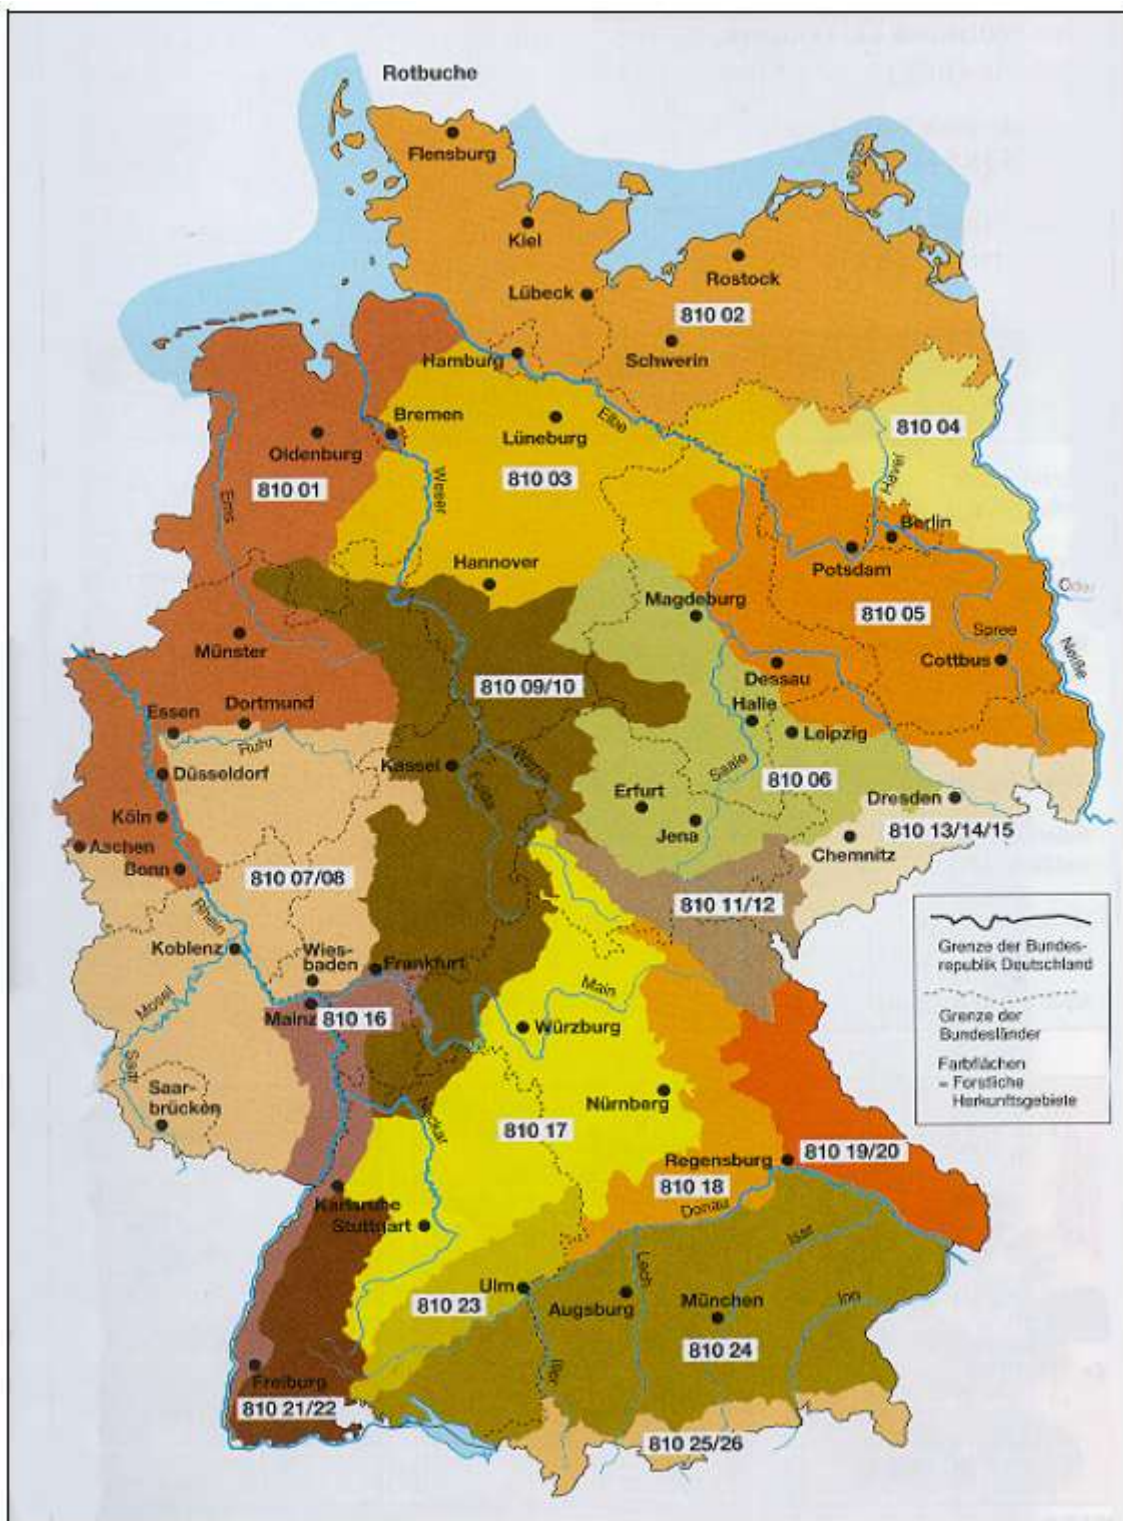 Rotbuche
Flensburg
Kiel
Rostock
Lübeck
810 02
Schwerin
Hamburg
Elbe
Bremen
Lüneburg
810 04
Oldenburg
Havel
810 03
Weser
810 01
Ems
Berlin
Hannover
Potsdam
Oder
Magdeburg
810 05
Münster
Spree
Neiße
Cottbus
Dessau
810 09/10
Dortmund
Essen
Halle
Leipzig
Ruhr
Kassel
Werra
Fulda
Saale
Düsseldorf
810 06
Erfurt
Dresden
Köln
Jena
810 13/14/15
Aachen
Chemnitz
Bonn
810 07/08
810 11/12
Rhein
Koblenz
Wies-
baden
Frankfurt
Mosel
Main
Mainz
810 16
Würzburg
Saar
Saar-
brücken
Nürnberg
Neckar
810 17
Regensburg
810 19/20
810 18
Karlsruhe
Donau
Stuttgart
Isar
Lech
Ulm
810 23
Augsburg
München
Inn
810 24
Iller
Freiburg
810 21/22
810 25/26
Grenze der Bundes-
republik Deutschland
Grenze der
Bundesländer
Farbflächen
= Forstliche
Herkunftsgebiete